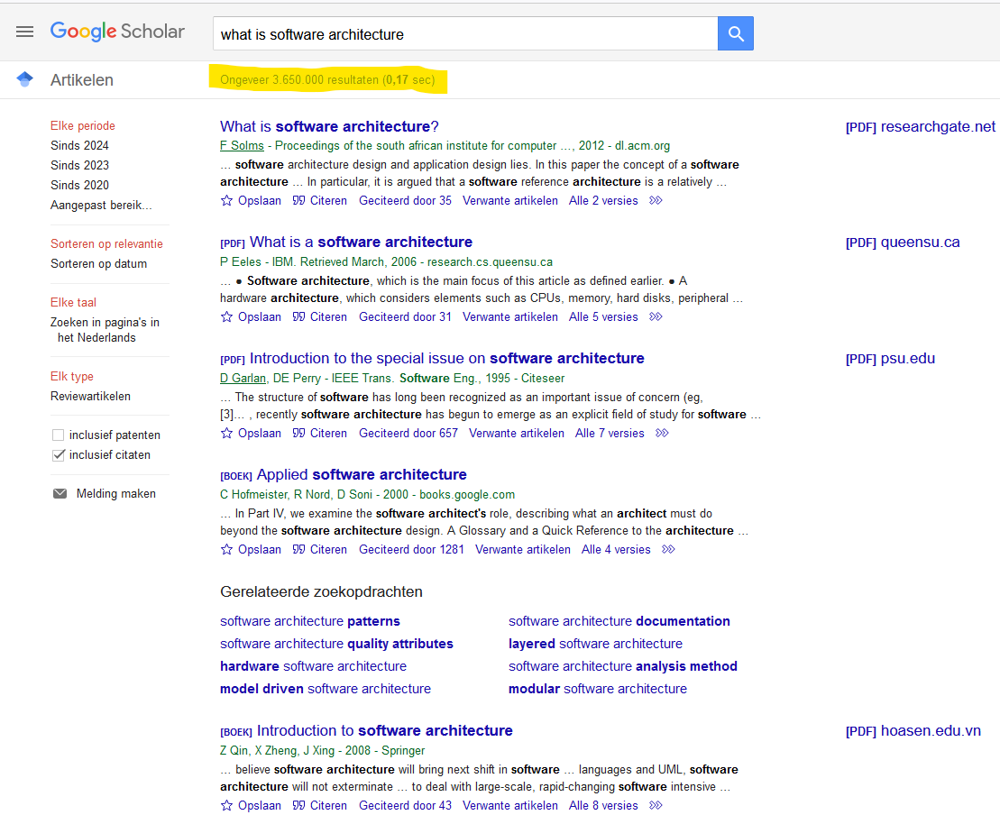 Google Scholar
what is software architecture
Artikelen
Ongeveer 3.650.000 resultaten (0,17 sec)
Elke periode
Sinds 2024
Sinds 2023
Sinds 2020
Aangepast bereik...
Sorteren op relevantie
Sorteren op datum
Elke taal
Zoeken in pagina's in
het Nederlands
Elk type
Reviewartikelen
inclusief patenten
inclusief citaten
Melding maken
What is software architecture?
[PDF] researchgate.net
F Solms - Proceedings of the south african institute for computer …, 2012 - dl.acm.org
… software architecture design and application design lies. In this paper the concept of a software
architecture … In particular, it is argued that a software reference architecture is a relatively …
Opslaan Citeren Geciteerd door 35 Verwante artikelen Alle 2 versies
[PDF] What is a software architecture
[PDF] queensu.ca
P Eeles - IBM. Retrieved March, 2006 - research.cs.queensu.ca
… ● Software architecture, which is the main focus of this article as defined earlier. ● A
hardware architecture, which considers elements such as CPUs, memory, hard disks, peripheral …
Opslaan Citeren Geciteerd door 31 Verwante artikelen Alle 5 versies
[PDF] Introduction to the special issue on software architecture
[PDF] psu.edu
D Garlan, DE Perry - IEEE Trans. Software Eng., 1995 - Citeseer
… The structure of software has long been recognized as an important issue of concern (eg,
[3]… , recently software architecture has begun to emerge as an explicit field of study for software …
Opslaan Citeren Geciteerd door 657 Verwante artikelen Alle 7 versies
[BOEK] Applied software architecture
C Hofmeister, R Nord, D Soni - 2000 - books.google.com
… In Part IV, we examine the software architect's role, describing what an architect must do
beyond the software architecture design. A Glossary and a Quick Reference to the architecture …
Opslaan Citeren Geciteerd door 1281 Verwante artikelen Alle 4 versies
Gerelateerde zoekopdrachten
software architecture patterns
software architecture documentation
software architecture quality attributes
layered software architecture
hardware software architecture
software architecture analysis method
model driven software architecture
modular software architecture
[BOEK] Introduction to software architecture
[PDF] hoasen.edu.vn
Z Qin, X Zheng, J Xing - 2008 - Springer
… believe software architecture will bring next shift in software … languages and UML, software
architecture will not exterminate … to deal with large-scale, rapid-changing software intensive …
Opslaan Citeren Geciteerd door 43 Verwante artikelen Alle 8 versies